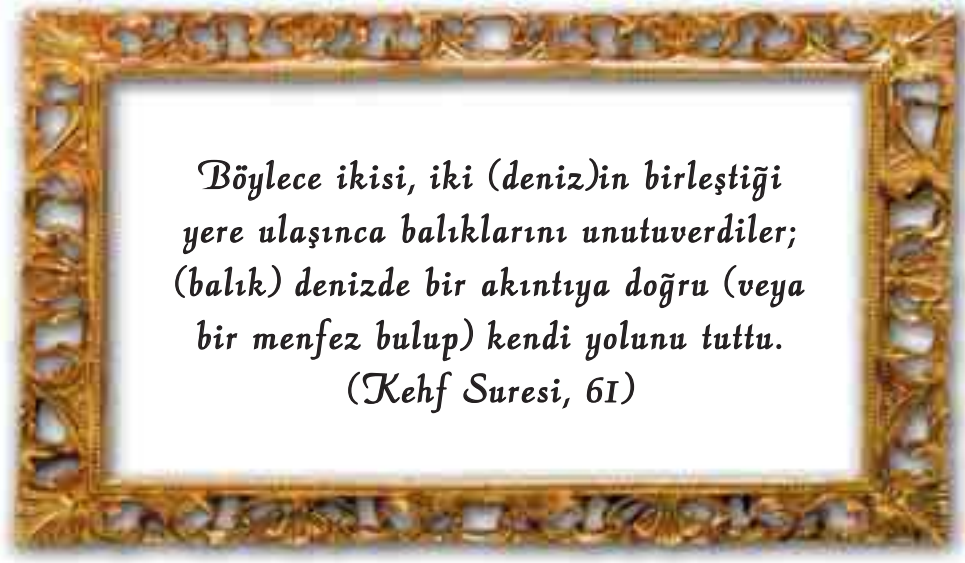 Böylece ikisi, iki (deniz)in birleştiği
yere ulaşınca balıklarını unutuverdiler;
(balık) denizde bir akıntıya doğru (veya
bir menfez bulup) kendi yolunu tuttu.
(Kehf Suresi, 61)